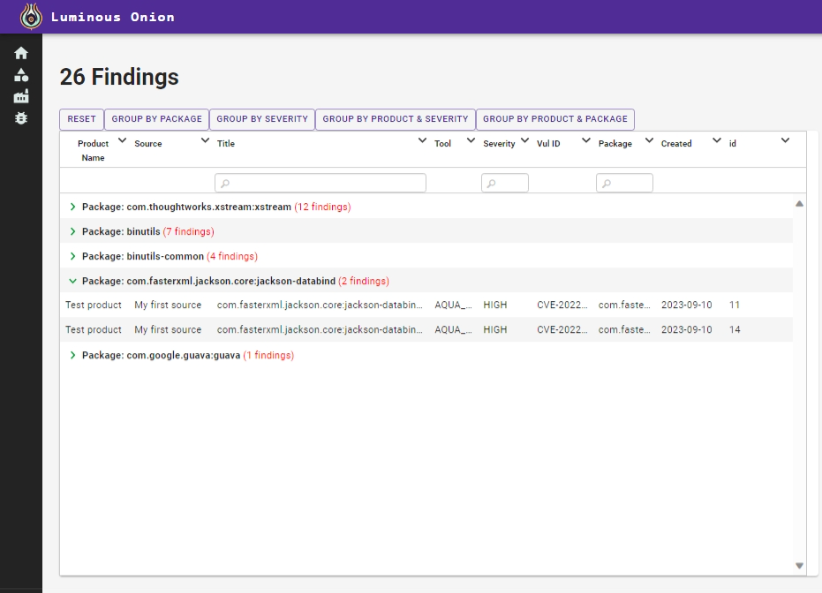 Luminous Onion
26 Findings
RESET GROUP BY PACKAGE GROUP BY SEVERITY GROUP BY PRODUCT & SEVERITY GROUP BY PRODUCT & PACKAGE
Product Name Source Title Tool Severity Vul ID Package Created id
Package: com.thoughtworks.xstream:xstream (12 findings)
Package: binutils (7 findings)
Package: binutils-common (4 findings)
Package: com.fasterxml.jackson.core:jackson-databind (2 findings)
Test product My first source com.fasterxml.jackson.core:jackson-databin... AQUA_... HIGH CVE-2022... com.faste... 2023-09-10 11
Test product My first source com.fasterxml.jackson.core:jackson-databin... AQUA_... HIGH CVE-2022... com.faste... 2023-09-10 14
Package: com.google.guava:guava (1 findings)